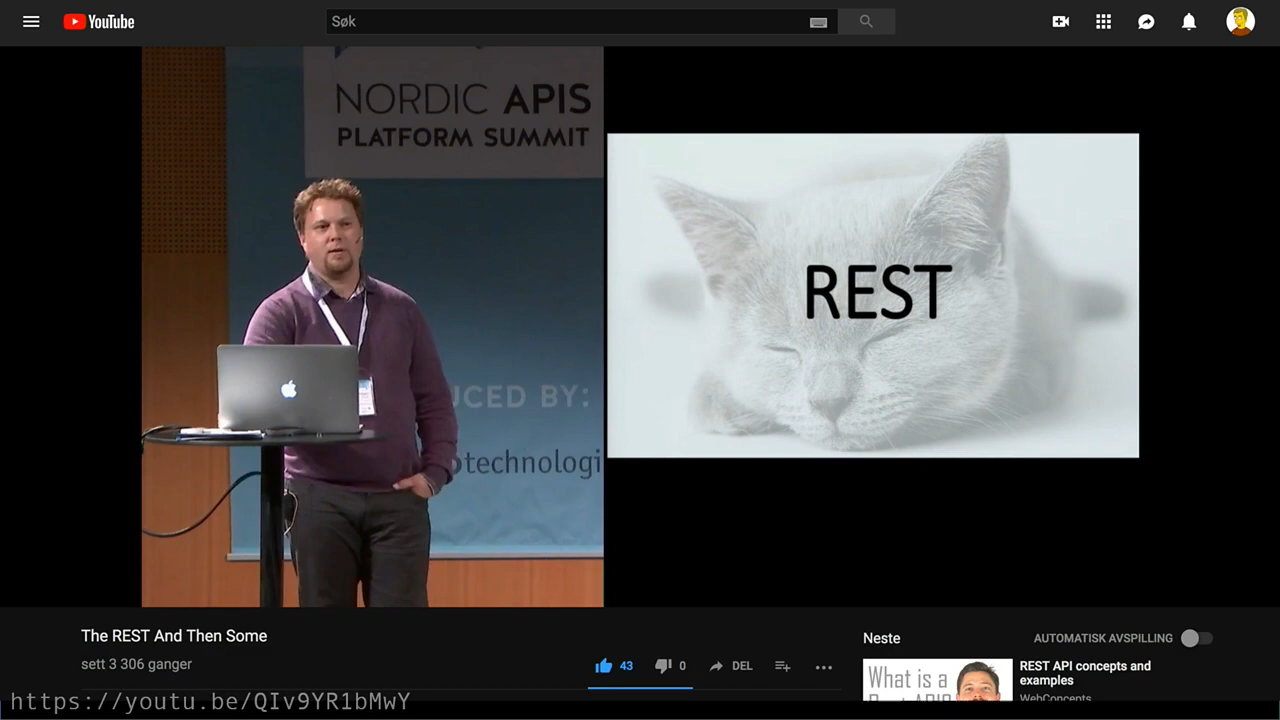 YouTube
Søk
NORDIC APIS
PLATFORM SUMMIT
UCED BY:
otechnologi
REST
The REST And Then Some
sett 3 306 ganger
43
0
DEL
Neste
AUTOMATISK AVSPILLING
What is a
REST API concepts and
examples
WebConcepts
https://youtu.be/QIv9YR1bMwY